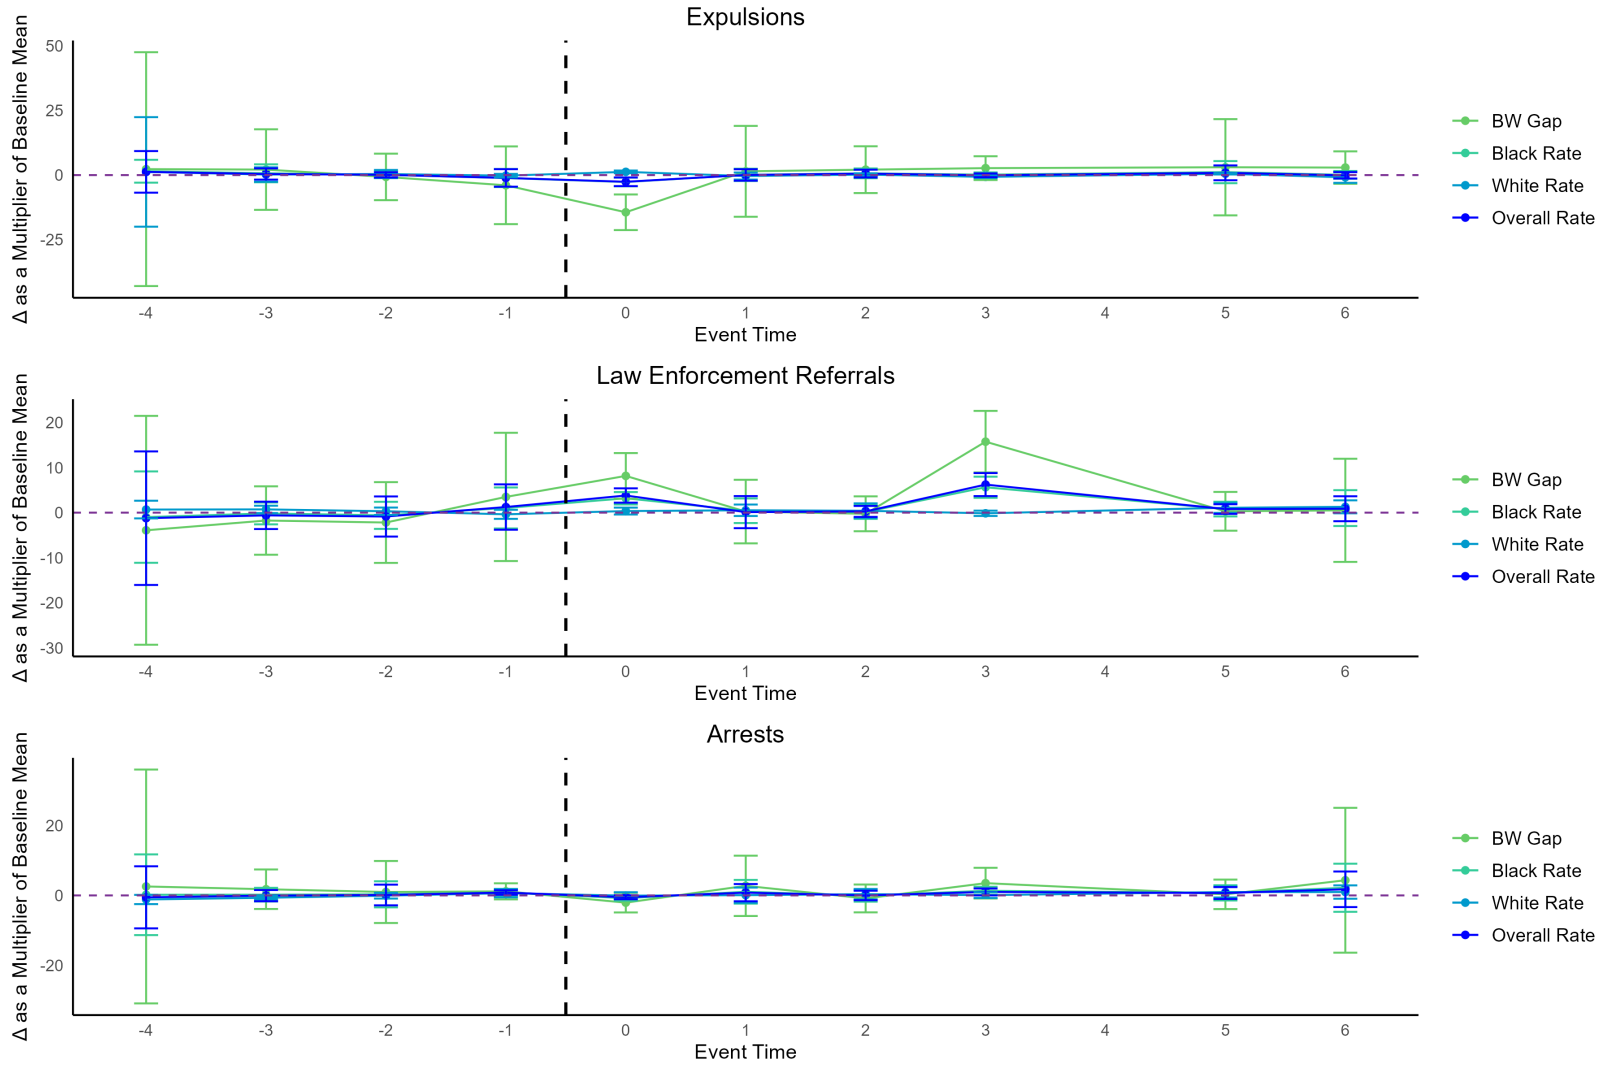 Expulsions
Δ as a Multiplier of Baseline Mean
50
25
0
-25
-4 -3 -2 -1 0 1 2 3 4 5 6
Event Time
BW Gap
Black Rate
White Rate
Overall Rate
Law Enforcement Referrals
Δ as a Multiplier of Baseline Mean
20
10
0
-10
-20
-30
-4 -3 -2 -1 0 1 2 3 4 5 6
Event Time
BW Gap
Black Rate
White Rate
Overall Rate
Arrests
Δ as a Multiplier of Baseline Mean
20
0
-20
-4 -3 -2 -1 0 1 2 3 4 5 6
Event Time
BW Gap
Black Rate
White Rate
Overall Rate